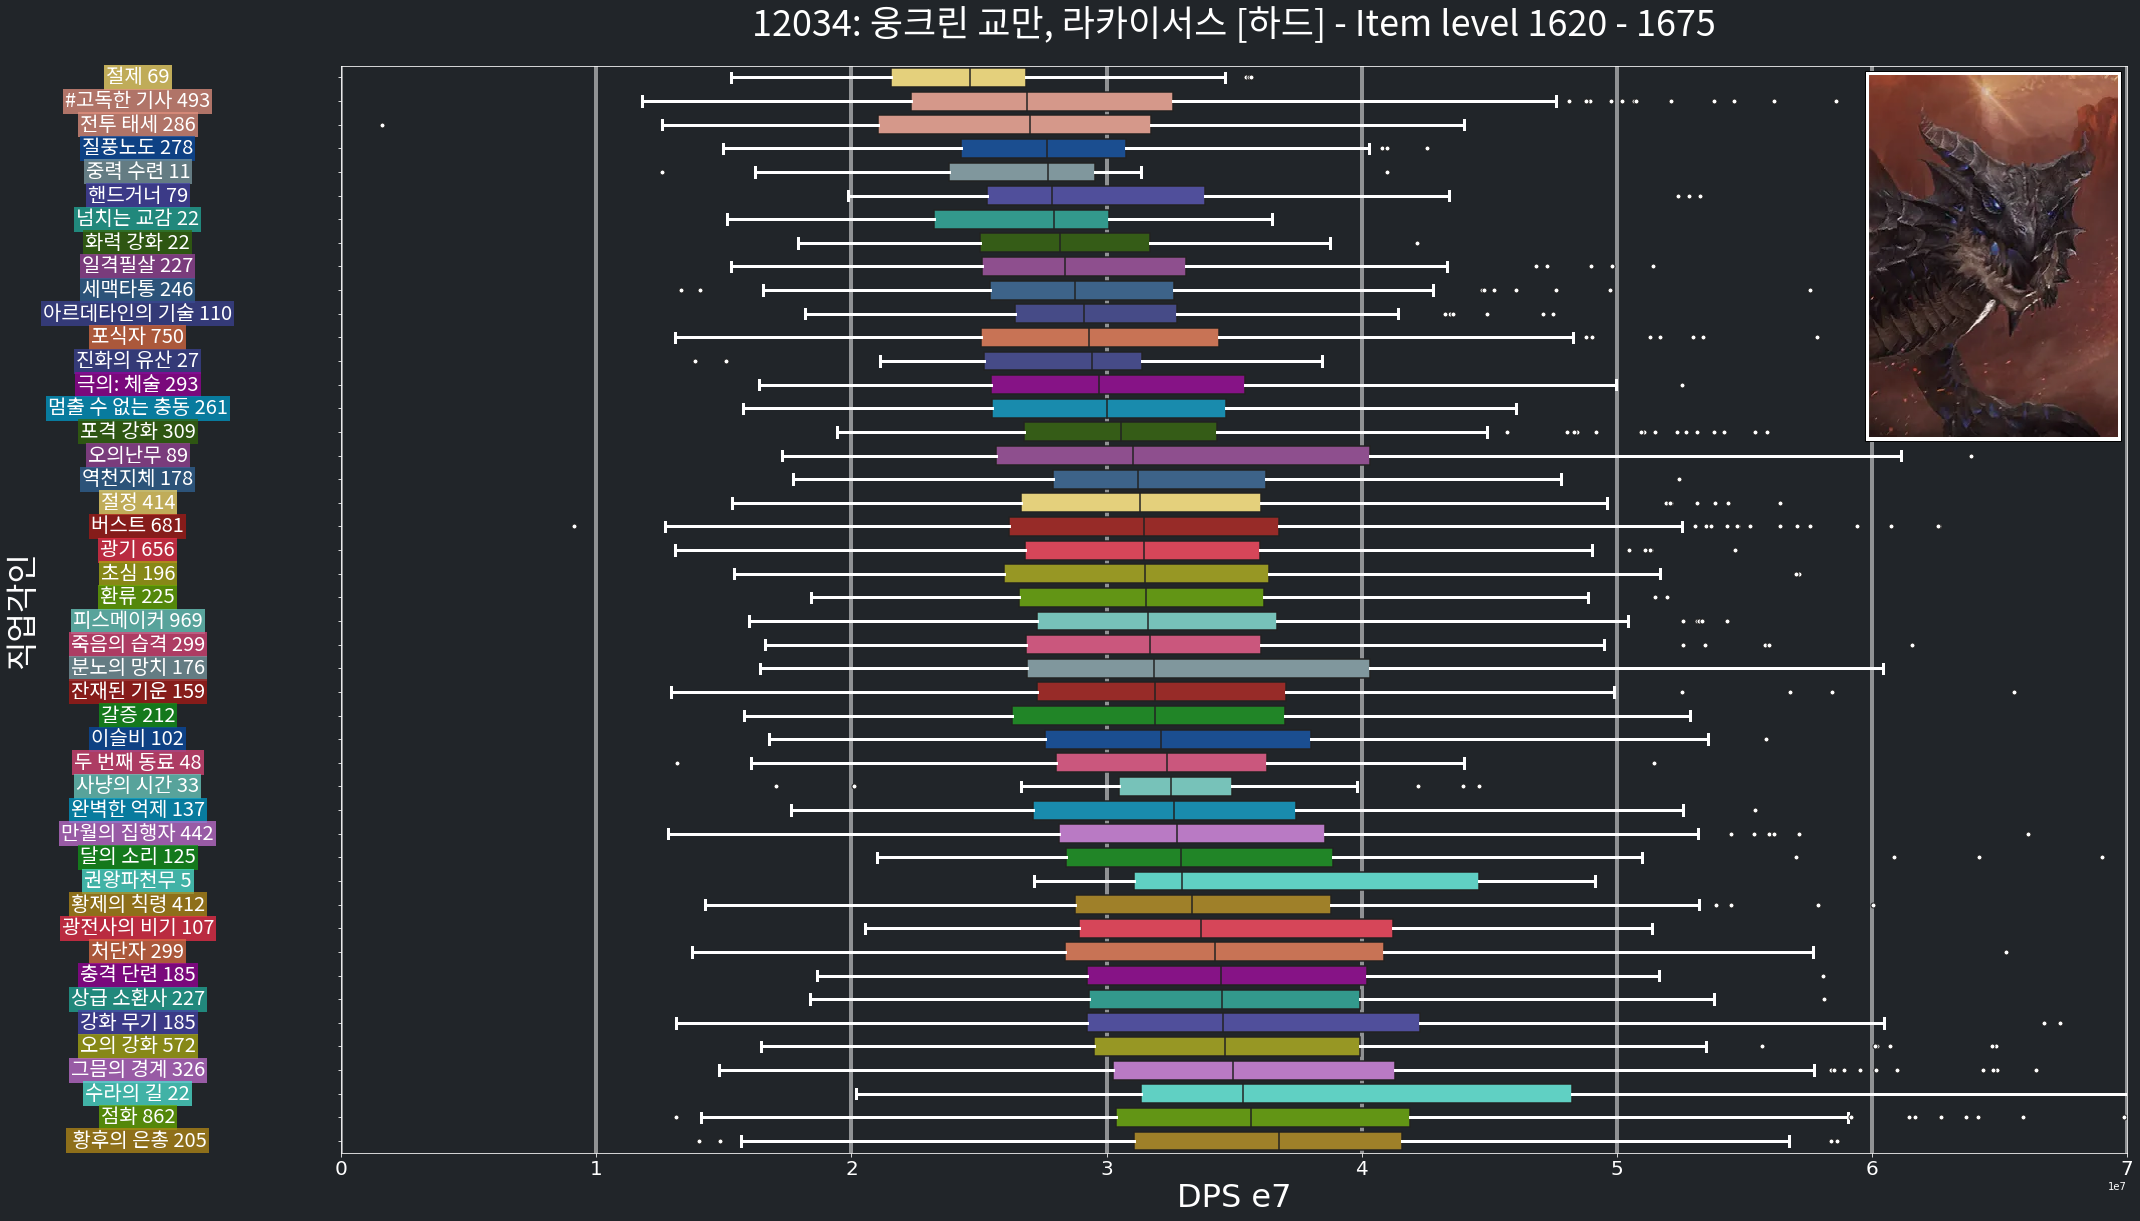 12034: 웅크린 교만, 라카이서스 [하드] - Item level 1620 - 1675
직업각인
절제 69
#고독한 기사 493
전투 태세 286
질풍노도 278
중력 수련 11
핸드거너 79
넘치는 교감 22
화력 강화 22
일격필살 227
세맥타통 246
아르데타인의 기술 110
포식자 750
진화의 유산 27
극의: 체술 293
멈출 수 없는 충동 261
포격 강화 309
오의난무 89
역천지체 178
절정 414
버스트 681
광기 656
초심 196
환류 225
피스메이커 969
죽음의 습격 299
분노의 망치 176
잔재된 기운 159
갈증 212
이슬비 102
두 번째 동료 48
사냥의 시간 33
완벽한 억제 137
만월의 집행자 442
달의 소리 125
권왕파천무 5
황제의 칙령 412
광전사의 비기 107
처단자 299
충격 단련 185
상급 소환사 227
강화 무기 185
오의 강화 572
그믐의 경계 326
수라의 길 22
점화 862
황후의 은총 205
0 1 2 3 4 5 6 7
1e7
DPS e7